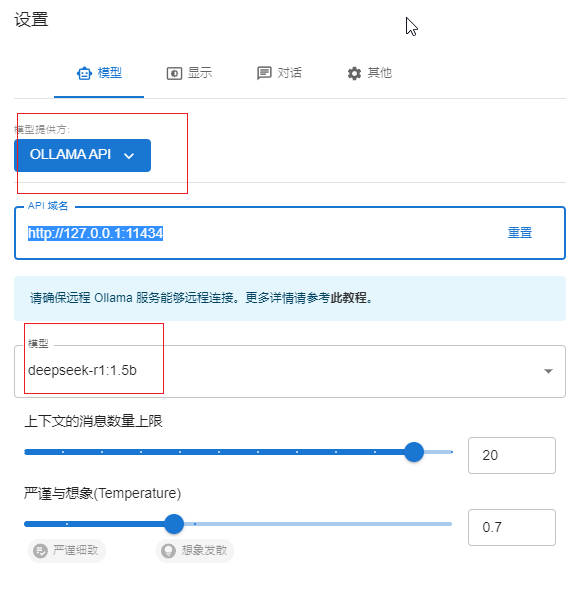 设置
模型 显示 对话 其他
模型提供方:
OLLAMA API
API 域名
http://127.0.0.1:11434 重置
请确保远程 Ollama 服务能够远程连接。更多详情请参考此教程。
模型
deepseek-r1:1.5b
上下文的消息数量上限
20
严谨与想象(Temperature)
0.7
严谨细致 想象发散